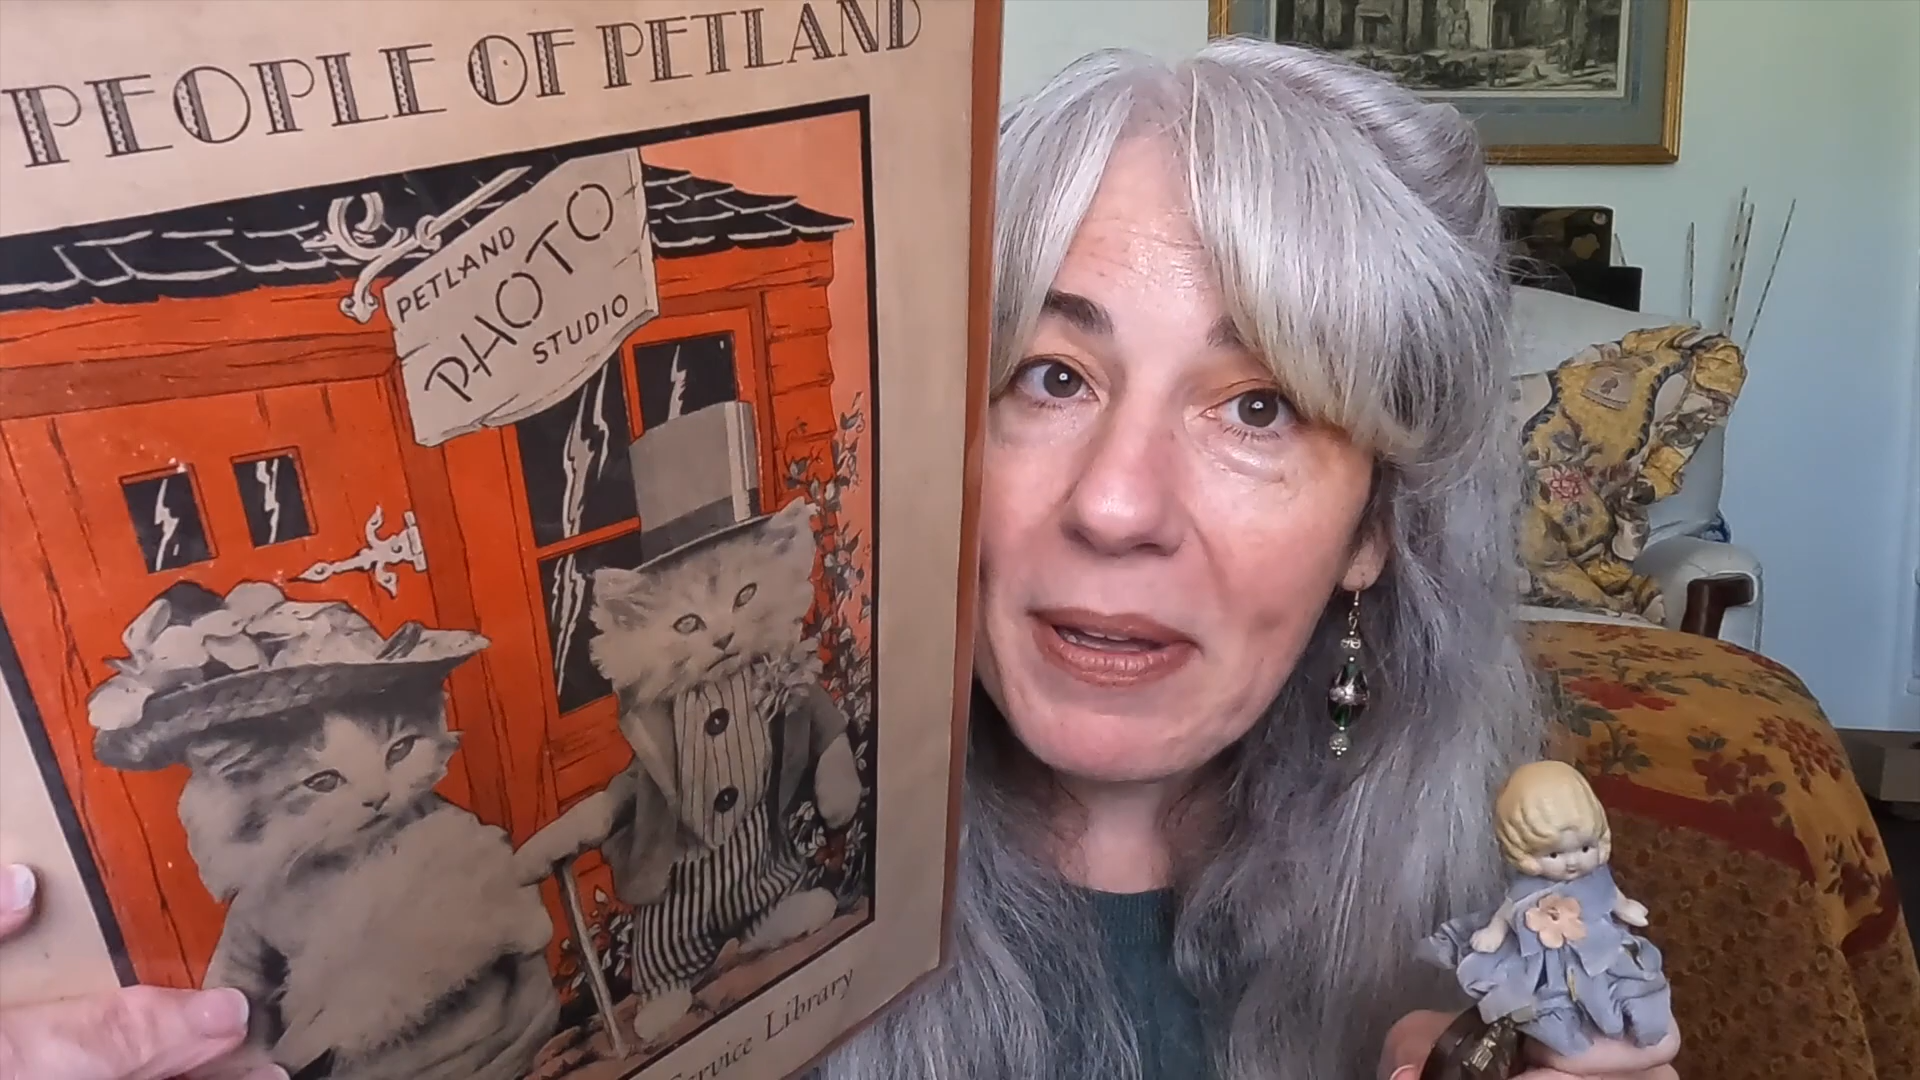 PEOPLE OF PETLAND
PETLAND
PHOTO
STUDIO
Service Library